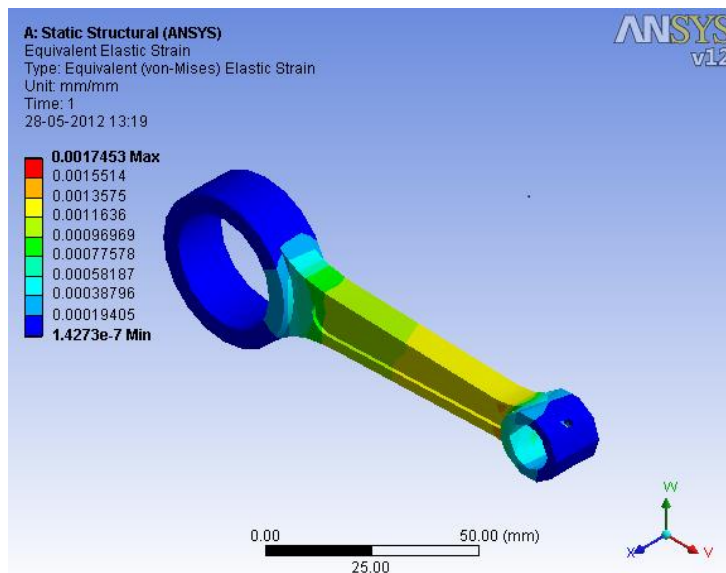 A: Static Structural (ANSYS)
Equivalent Elastic Strain
Type: Equivalent (von-Mises) Elastic Strain
Unit: mm/mm
Time: 1
28-05-2012 13:19
ANSYS
v12
0.0017453 Max
0.0015514
0.0013575
0.0011636
0.00096969
0.00077578
0.00058187
0.00038796
0.00019405
1.4273e-7 Min
0.00
50.00 (mm)
25.00
W
X
V